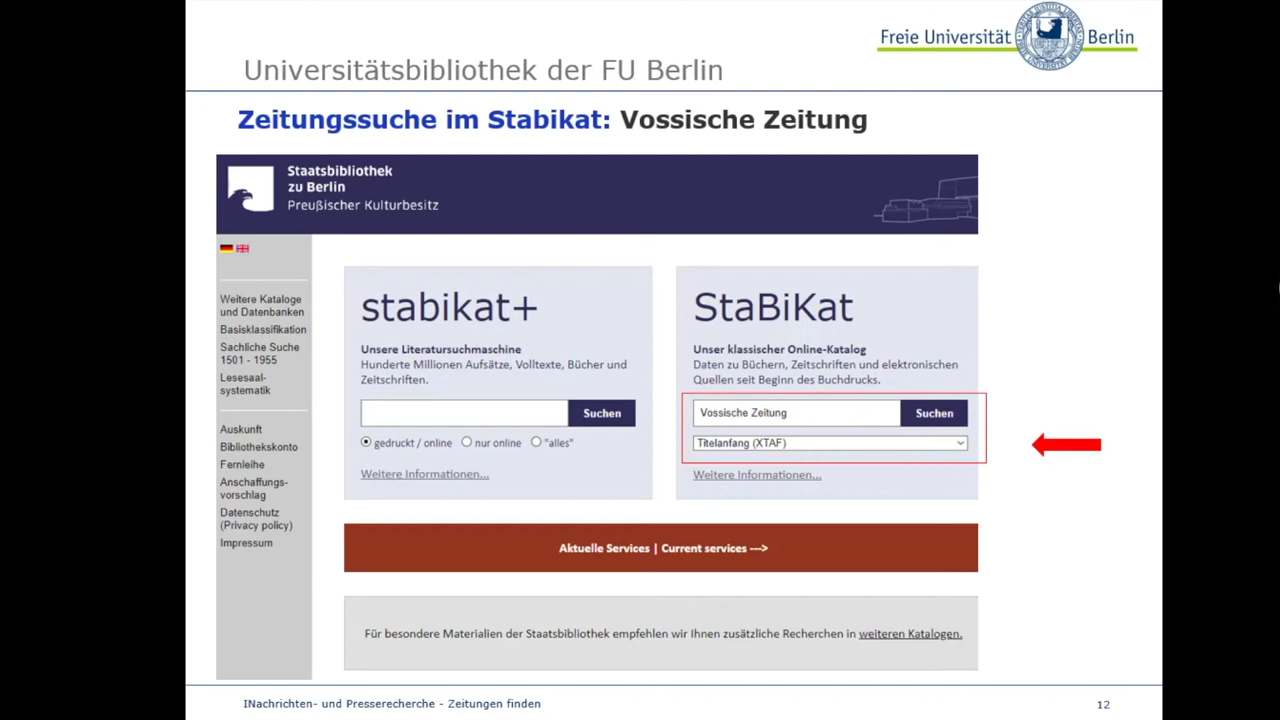 Freie Universität Berlin
Universitätsbibliothek der FU Berlin
Zeitungssuche im Stabikat: Vossische Zeitung
Staatsbibliothek
zu Berlin
Preußischer Kulturbesitz
Weitere Kataloge
und Datenbanken
Basisklassifikation
Sachliche Suche
1501 - 1955
Lesesaal-
systematik
Auskunft
Bibliothekskonto
Fernleihe
Anschaffungs-
vorschlag
Datenschutz
(Privacy policy)
Impressum
stabikat+
Unsere Literatursuchmaschine
Hunderte Millionen Aufsätze, Volltexte, Bücher und
Zeitschriften.
Suchen
gedruckt / online nur online "alles"
Weitere Informationen...
StaBiKat
Unser klassischer Online-Katalog
Daten zu Büchern, Zeitschriften und elektronischen
Quellen seit Beginn des Buchdrucks.
Vossische Zeitung Suchen
Titelanfang (XTAF)
Weitere Informationen...
Aktuelle Services | Current services --->
Für besondere Materialien der Staatsbibliothek empfehlen wir Ihnen zusätzliche Recherchen in weiteren Katalogen.
INachrichten- und Presserecherche - Zeitungen finden
12